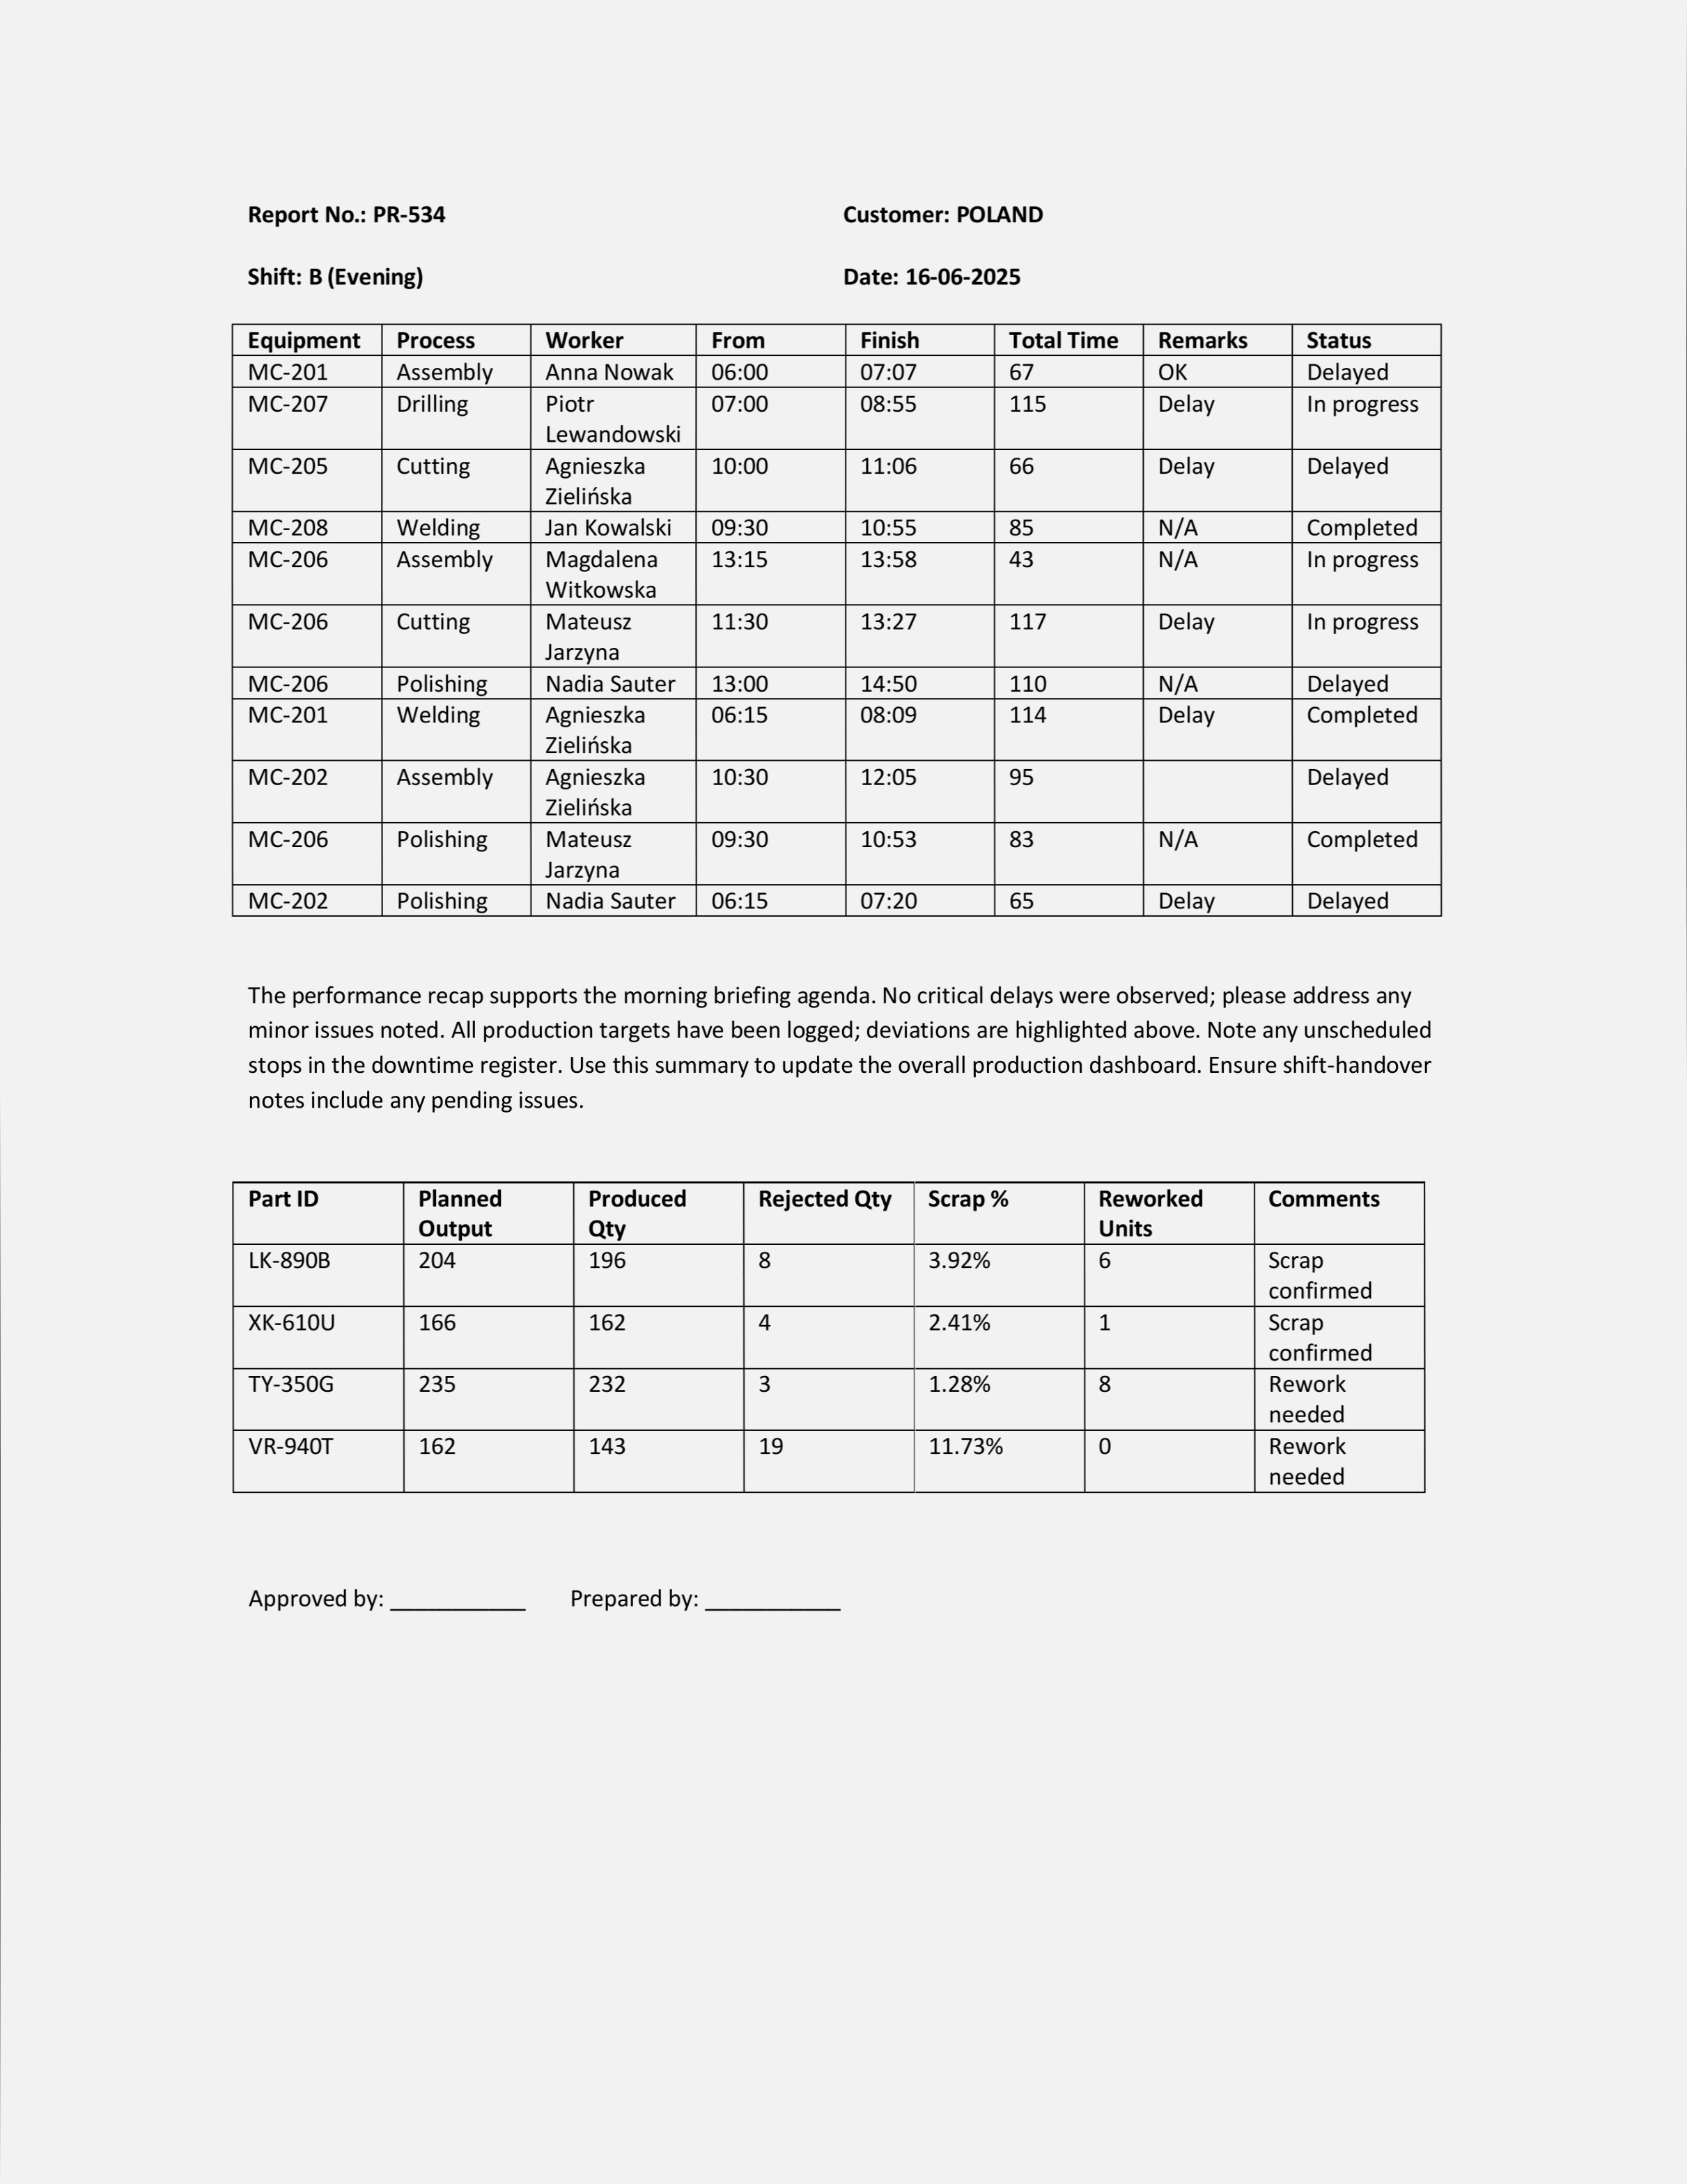 Report No.: PR-534 Customer: POLAND
Shift: B (Evening) Date: 16-06-2025
Equipment Process Worker From Finish Total Time Remarks Status
MC-201 Assembly Anna Nowak 06:00 07:07 67 OK Delayed
MC-207 Drilling Piotr 07:00 08:55 115 Delay In progress
Lewandowski
MC-205 Cutting Agnieszka 10:00 11:06 66 Delay Delayed
Zielińska
MC-208 Welding Jan Kowalski 09:30 10:55 85 N/A Completed
MC-206 Assembly Magdalena 13:15 13:58 43 N/A In progress
Witkowska
MC-206 Cutting Mateusz 11:30 13:27 117 Delay In progress
Jarzyna
MC-206 Polishing Nadia Sauter 13:00 14:50 110 N/A Delayed
MC-201 Welding Agnieszka 06:15 08:09 114 Delay Completed
Zielińska
MC-202 Assembly Agnieszka 10:30 12:05 95 Delayed
Zielińska
MC-206 Polishing Mateusz 09:30 10:53 83 N/A Completed
Jarzyna
MC-202 Polishing Nadia Sauter 06:15 07:20 65 Delay Delayed
The performance recap supports the morning briefing agenda. No critical delays were observed; please address any
minor issues noted. All production targets have been logged; deviations are highlighted above. Note any unscheduled
stops in the downtime register. Use this summary to update the overall production dashboard. Ensure shift-handover
notes include any pending issues.
Part ID Planned Produced Rejected Qty Scrap % Reworked Comments
Output Qty Units
LK-890B 204 196 8 3.92% 6 Scrap
confirmed
XK-610U 166 162 4 2.41% 1 Scrap
confirmed
TY-350G 235 232 3 1.28% 8 Rework
needed
VR-940T 162 143 19 11.73% 0 Rework
needed
Approved by: ___________ Prepared by: ___________